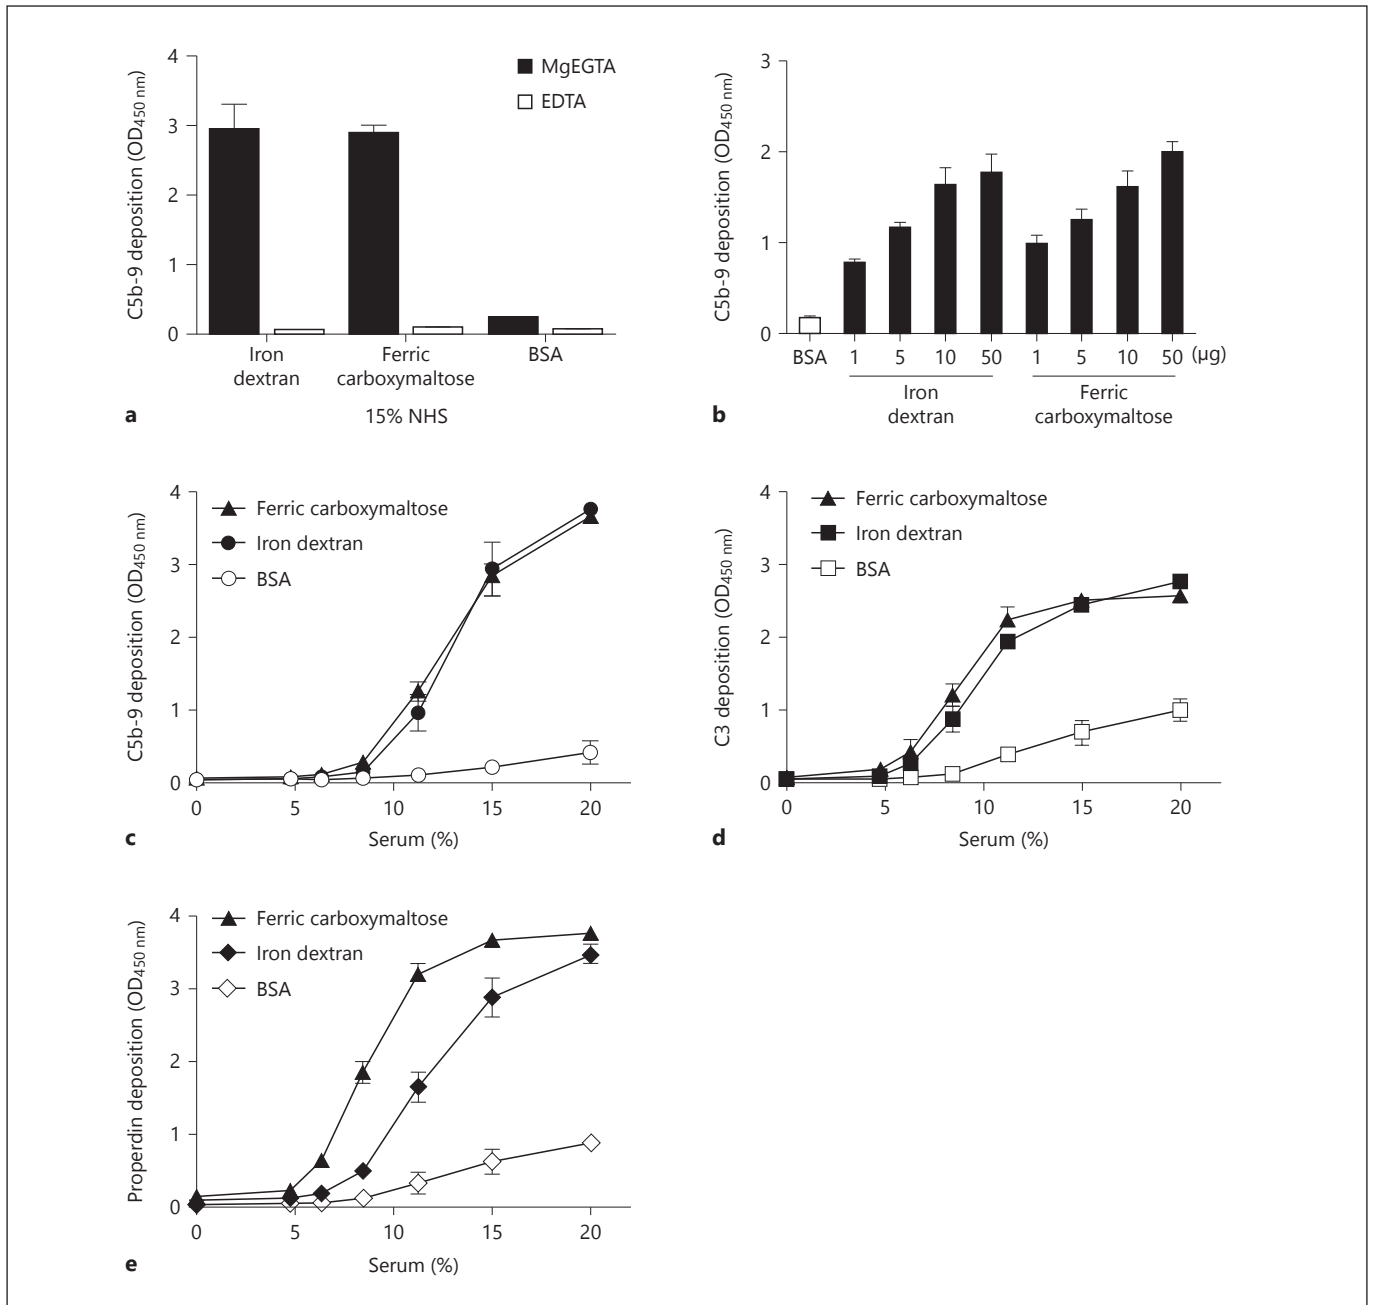 4
3
2
1
0
C5b-9 deposition (OD450 nm)
MgEGTA
EDTA
Iron
dextran
Ferric
carboxymaltose
BSA
15% NHS
a
3
2
1
0
C5b-9 deposition (OD450 nm)
BSA 1 5 10 50 1 5 10 50 (µg)
Iron
dextran
Ferric
carboxymaltose
b
4
3
2
1
0
C5b-9 deposition (OD450 nm)
Ferric carboxymaltose
Iron dextran
BSA
0 5 10 15 20
Serum (%)
c
4
3
2
1
0
C3 deposition (OD450 nm)
Ferric carboxymaltose
Iron dextran
BSA
0 5 10 15 20
Serum (%)
d
4
3
2
1
0
Properdin deposition (OD450 nm)
Ferric carboxymaltose
Iron dextran
BSA
0 5 10 15 20
Serum (%)
e